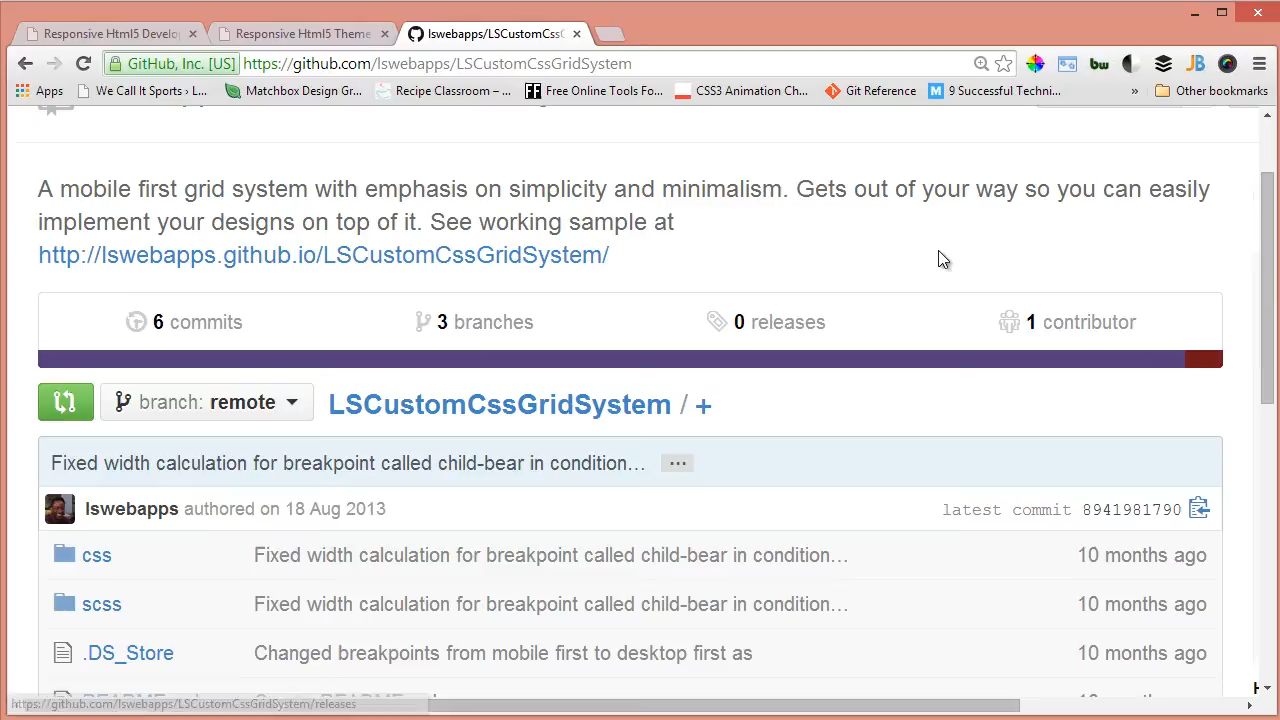 Responsive Html5 Develo
Responsive Html5 Theme
lswebapps/LSCustomCssG
GitHub, Inc. [US]
https://github.com/lswebapps/LSCustomCssGridSystem
Apps
We Call It Sports › L...
Matchbox Design Gr...
Recipe Classroom – ...
FF
Free Online Tools Fo...
CSS3 Animation Ch...
Git Reference
M
9 Successful Techni...
»
Other bookmarks
bw
JB
A mobile first grid system with emphasis on simplicity and minimalism. Gets out of your way so you can easily
implement your designs on top of it. See working sample at
http://lswebapps.github.io/LSCustomCssGridSystem/
6 commits
3 branches
0 releases
1 contributor
branch: remote
LSCustomCssGridSystem / +
Fixed width calculation for breakpoint called child-bear in condition…
...
lswebapps authored on 18 Aug 2013
latest commit 8941981790
css
Fixed width calculation for breakpoint called child-bear in condition…
10 months ago
scss
Fixed width calculation for breakpoint called child-bear in condition…
10 months ago
.DS_Store
Changed breakpoints from mobile first to desktop first as
10 months ago
https://github.com/lswebapps/LSCustomCssGridSystem/releases